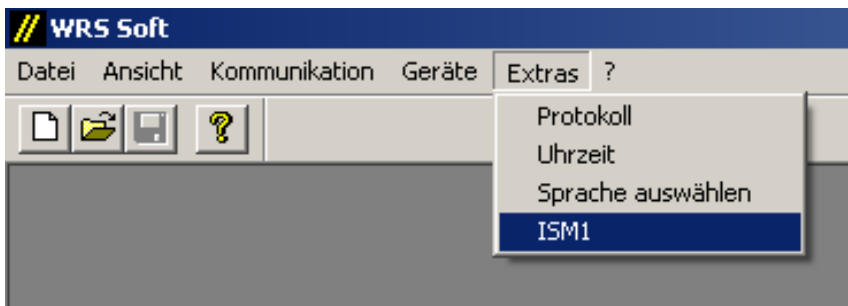 WRS Soft
Datei Ansicht Kommunikation Geräte Extras ?
Protokoll
Uhrzeit
Sprache auswählen
ISM1